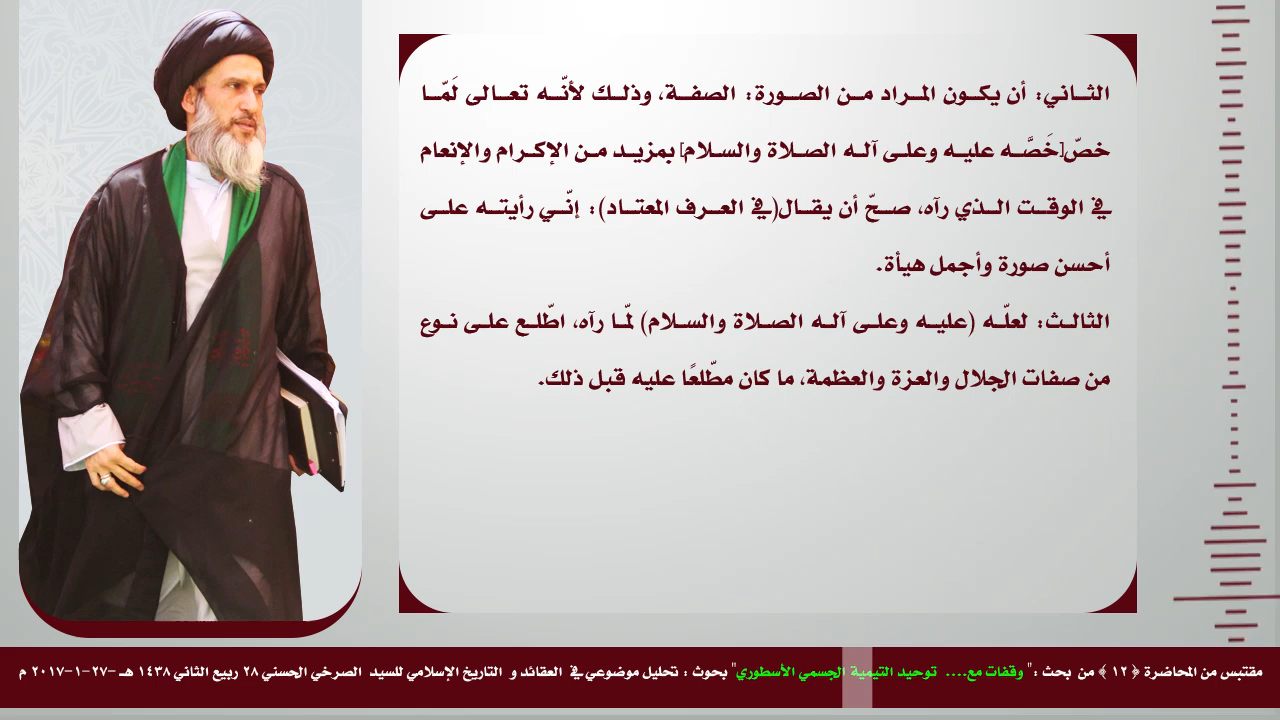 الثاني: أن يكون المراد من الصورة: الصفة، وذلك لأنّه تعالى لَمّا
خصّ[خَصَّه عليه وعلى آله الصلاة والسلام] بمزيد من الإكرام والإنعام
في الوقت الذي رآه، صحّ أن يقال(في العرف المعتاد): إنّي رأيته على
أحسن صورة وأجمل هيأة.
الثالث: لعلّه (عليه وعلى آله الصلاة والسلام) لمّا رآه، اطّلع على نوع
من صفات الجلال والعزة والعظمة، ما كان مطّلعًا عليه قبل ذلك.
مقتبس من المحاضرة ﴿ ١٢ ﴾ من بحث :" وقفات مع.... توحيد التيمية الجسمي الأسطوري" بحوث : تحليل موضوعي في العقائد و التاريخ الإسلامي للسيد الصرخي الحسني ٢٨ ربيع الثاني ١٤٣٨ هـ -٢٧-١-٢٠١٧ م